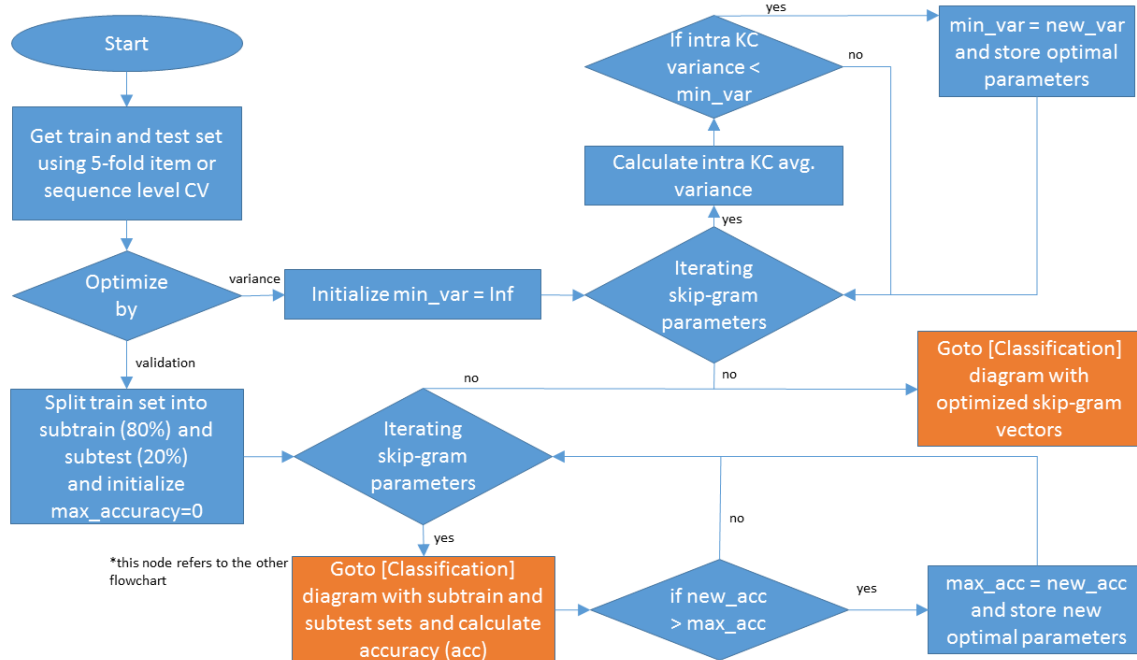 Start
Get train and test set
using 5-fold item or
sequence level CV
Optimize
by
variance
Initialize min_var = Inf
Iterating
skip-gram
parameters
yes
Calculate intra KC avg.
variance
If intra KC
variance <
min_var
yes
no
min_var = new_var
and store optimal
parameters
no
Goto [Classification]
diagram with
optimized skip-gram
vectors
validation
Split train set into
subtrain (80%) and
subtest (20%)
and initialize
max_accuracy=0
Iterating
skip-gram
parameters
no
yes
*this node refers to the other
flowchart
Goto [Classification]
diagram with subtrain and
subtest sets and calculate
accuracy (acc)
if new_acc
> max_acc
no
yes
max_acc = new_acc
and store new
optimal parameters